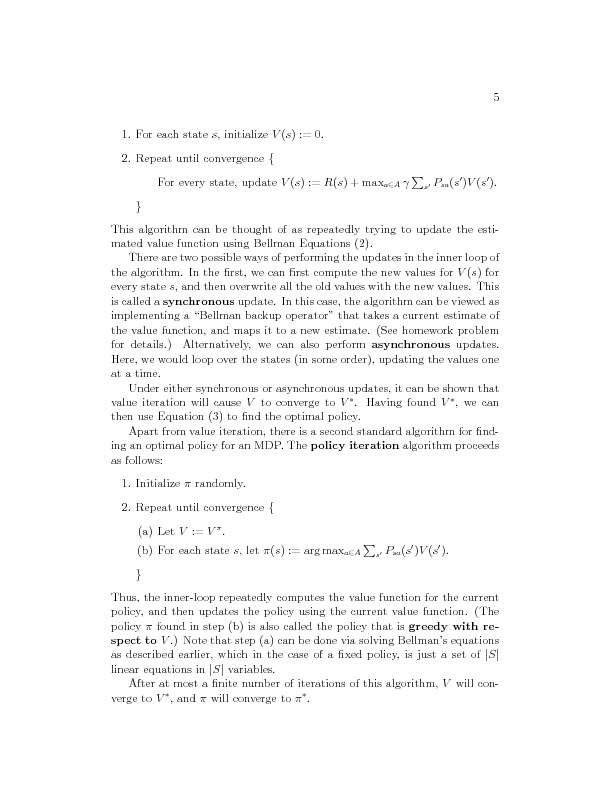 5
1. For each state s, initialize V(s) := 0.
2. Repeat until convergence {
For every state, update V(s) := R(s) + max_{a∈A} γ ∑_{s′} P_{sa}(s′)V(s′).
}
This algorithm can be thought of as repeatedly trying to update the esti-
mated value function using Bellman Equations (2).
There are two possible ways of performing the updates in the inner loop of
the algorithm. In the first, we can first compute the new values for V(s) for
every state s, and then overwrite all the old values with the new values. This
is called a synchronous update. In this case, the algorithm can be viewed as
implementing a “Bellman backup operator” that takes a current estimate of
the value function, and maps it to a new estimate. (See homework problem
for details.) Alternatively, we can also perform asynchronous updates.
Here, we would loop over the states (in some order), updating the values one
at a time.
Under either synchronous or asynchronous updates, it can be shown that
value iteration will cause V to converge to V*. Having found V*, we can
then use Equation (3) to find the optimal policy.
Apart from value iteration, there is a second standard algorithm for find-
ing an optimal policy for an MDP. The policy iteration algorithm proceeds
as follows:
1. Initialize π randomly.
2. Repeat until convergence {
(a) Let V := V^π.
(b) For each state s, let π(s) := arg max_{a∈A} ∑_{s′} P_{sa}(s′)V(s′).
}
Thus, the inner-loop repeatedly computes the value function for the current
policy, and then updates the policy using the current value function. (The
policy π found in step (b) is also called the policy that is greedy with re-
spect to V.) Note that step (a) can be done via solving Bellman’s equations
as described earlier, which in the case of a fixed policy, is just a set of |S|
linear equations in |S| variables.
After at most a finite number of iterations of this algorithm, V will con-
verge to V*, and π will converge to π*.